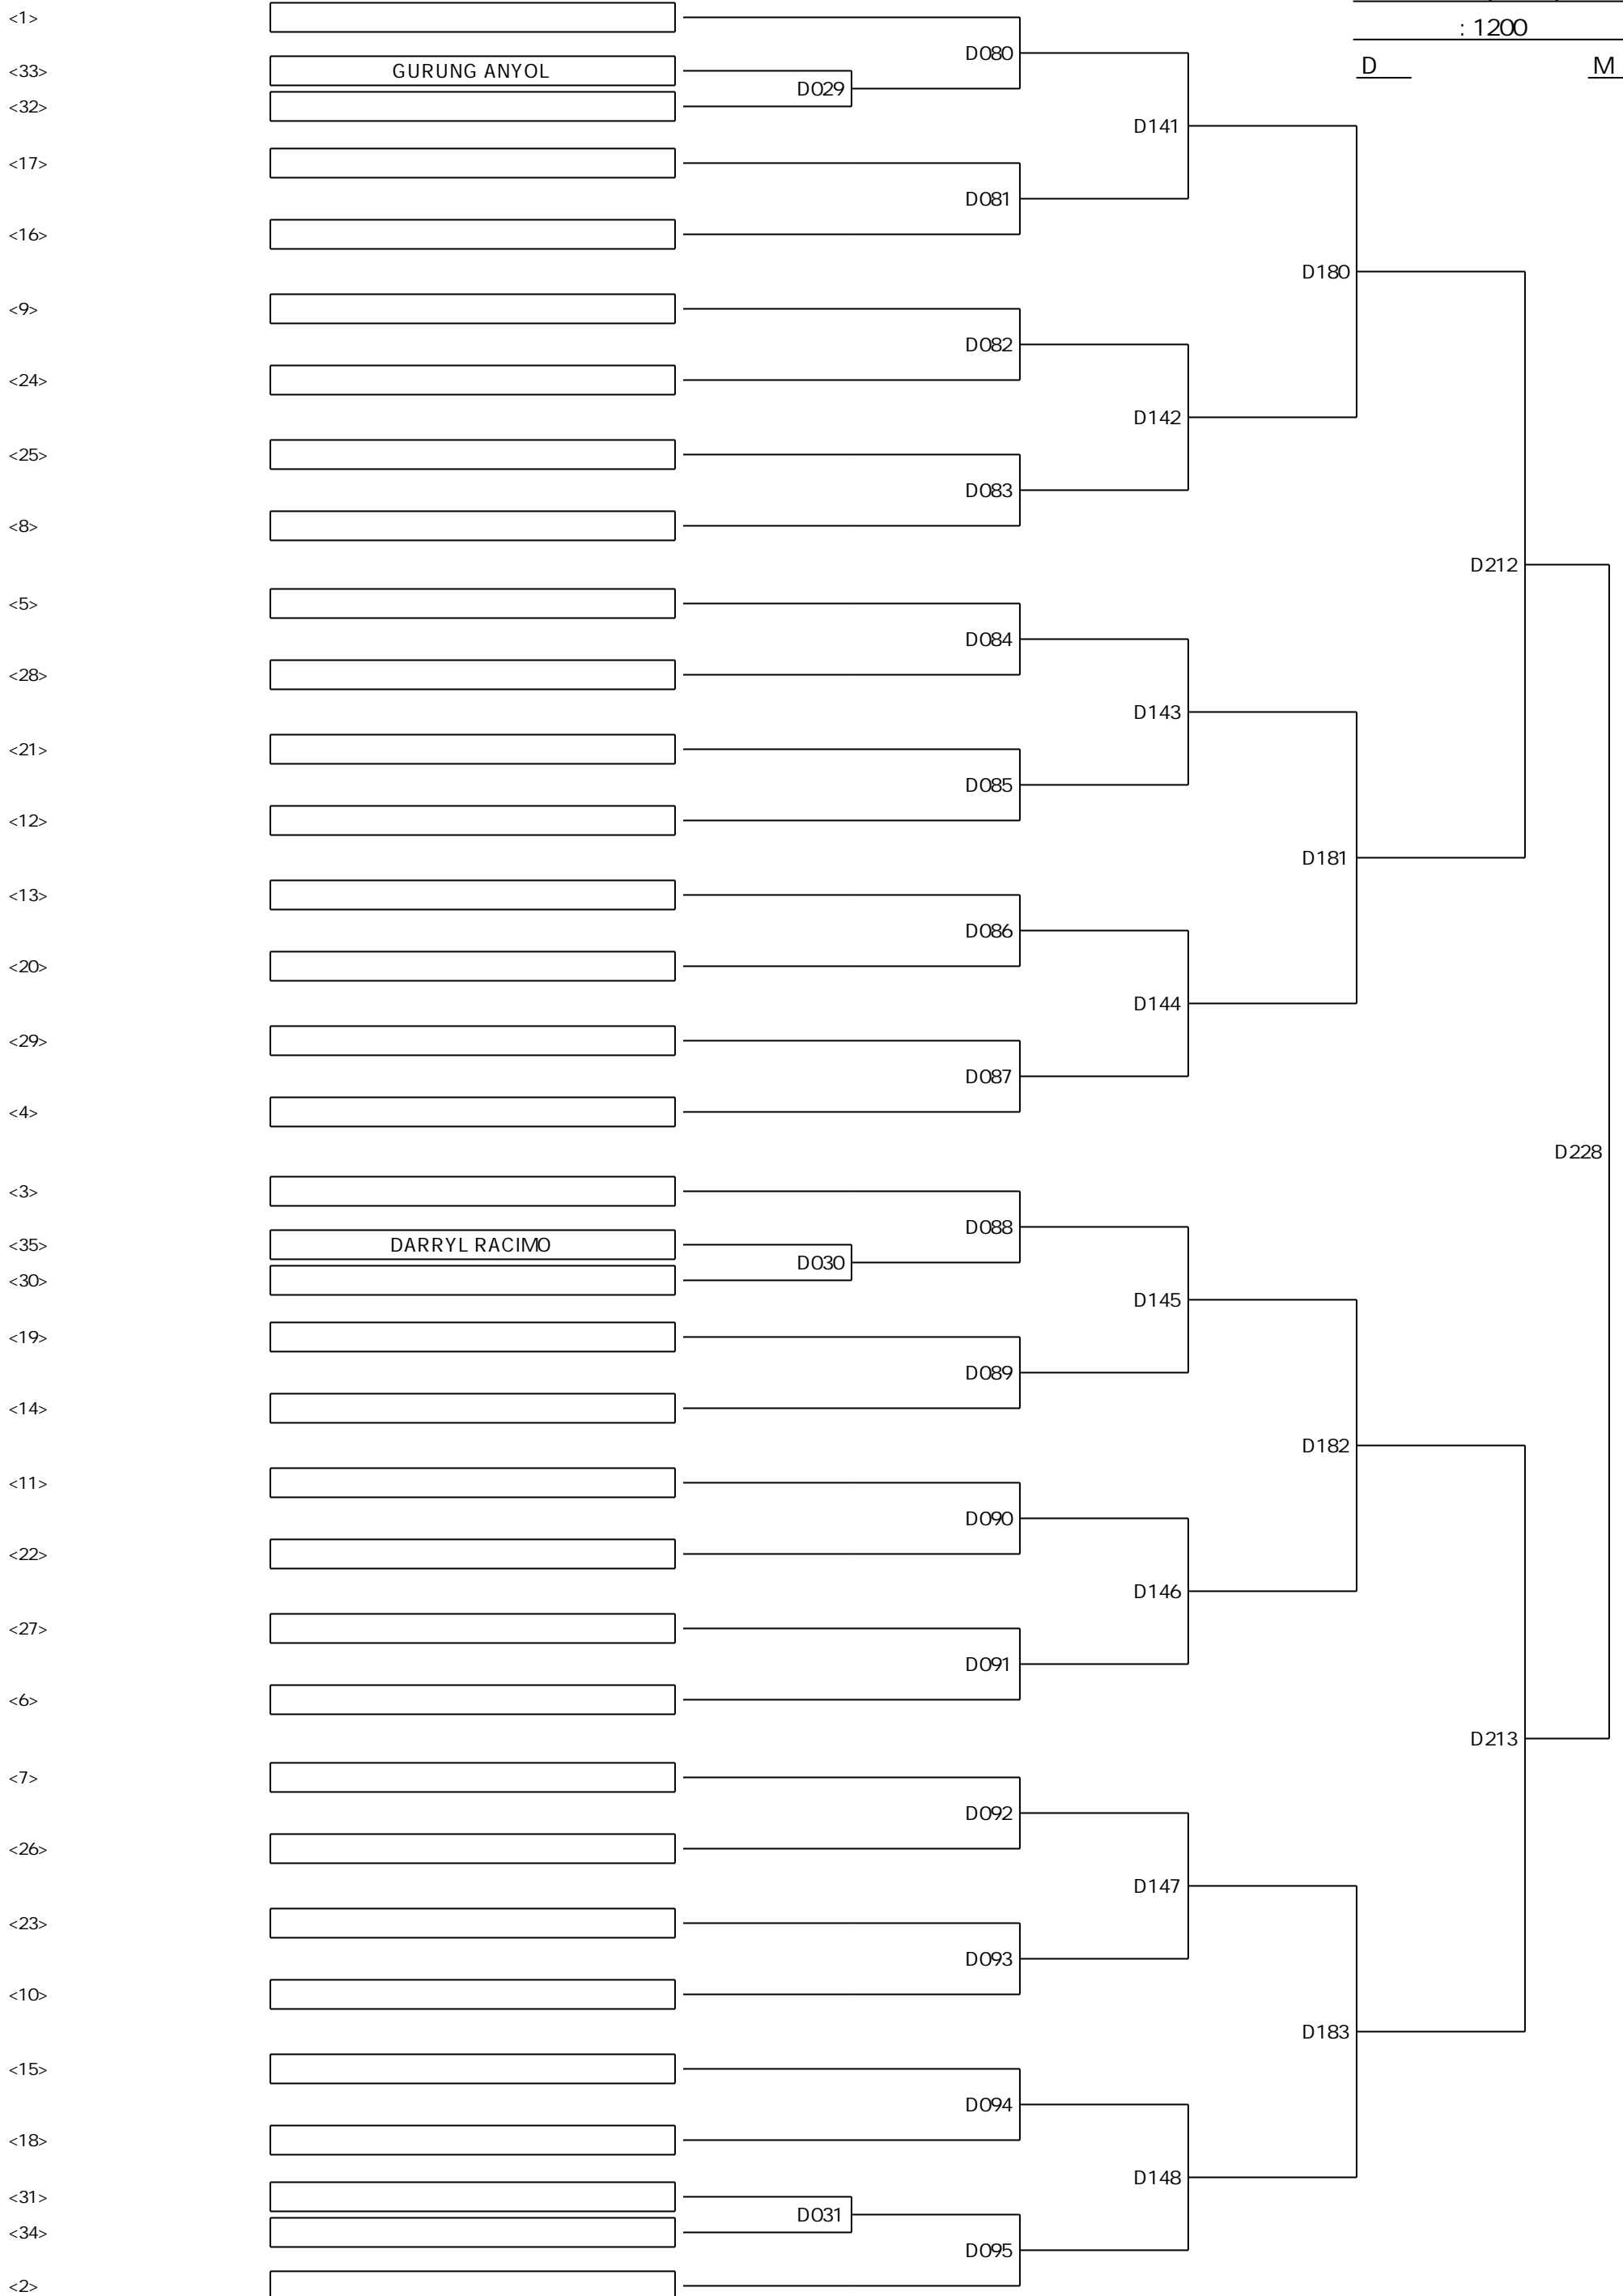 <1>
: 1200
D080
D M
<33> GURUNG ANYOL
D029
<32>
D141
<17>
D081
<16>
D180
<9>
D082
<24>
D142
<25>
D083
<8>
D212
<5>
D084
<28>
D143
<21>
D085
<12>
D181
<13>
D086
<20>
D144
<29>
D087
<4>
D228
<3>
D088
<35> DARRYL RACIMO
D030
<30>
D145
<19>
D089
<14>
D182
<11>
D090
<22>
D146
<27>
D091
<6>
D213
<7>
D092
<26>
D147
<23>
D093
<10>
D183
<15>
D094
<18>
D148
<31>
D031
<34>
D095
<2>